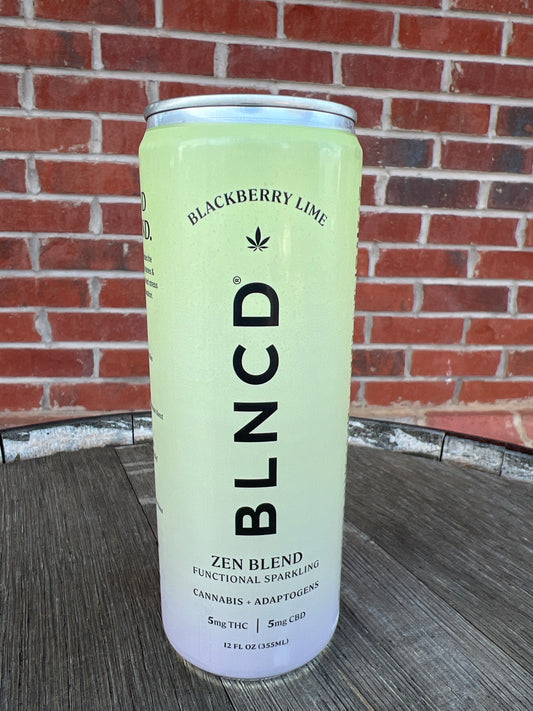 BLACKBERRY LIME
BLNCD®
ZEN BLEND
FUNCTIONAL SPARKLING
CANNABIS + ADAPTOGENS
5mg THC | 5mg CBD
12 FL OZ (355ML)